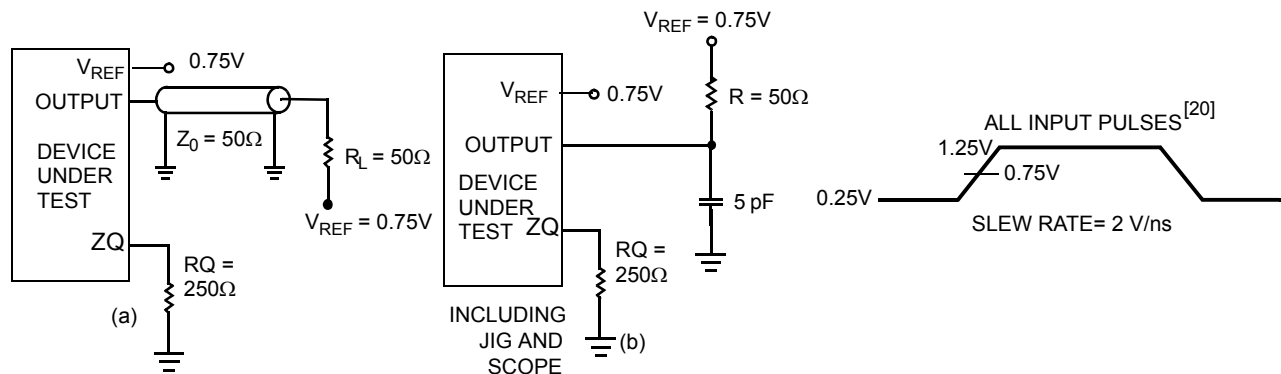 V_REF 0.75V
OUTPUT
Z_0 = 50Ω
DEVICE
UNDER
TEST
R_L = 50Ω
V_REF = 0.75V
ZQ
RQ =
250Ω
(a)
V_REF = 0.75V
V_REF 0.75V
R = 50Ω
OUTPUT
DEVICE
UNDER
TEST
5 pF
ZQ
RQ =
250Ω
INCLUDING
JIG AND
SCOPE
(b)
ALL INPUT PULSES[20]
1.25V
0.75V
0.25V
SLEW RATE= 2 V/ns